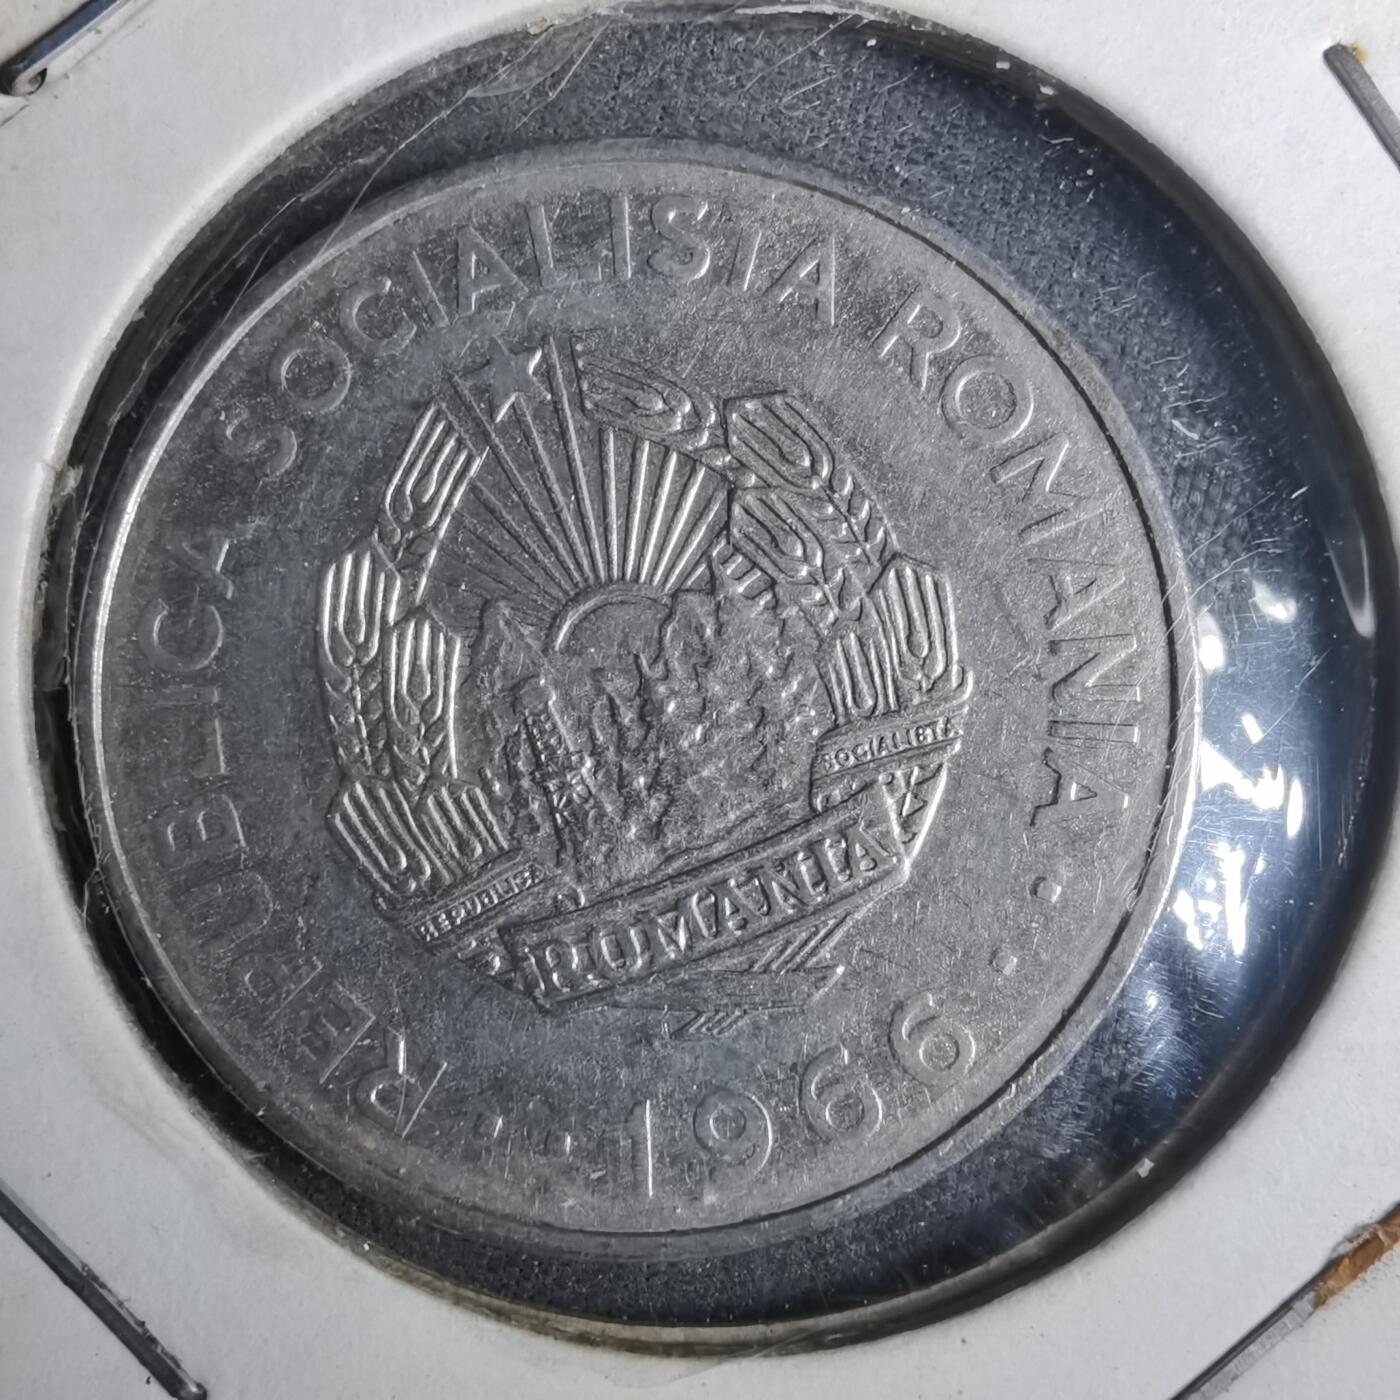 REPUBLICA SOCIALISTA ROMANIA
1966
REPUBLICA
SOCIALISTA
ROMANIA